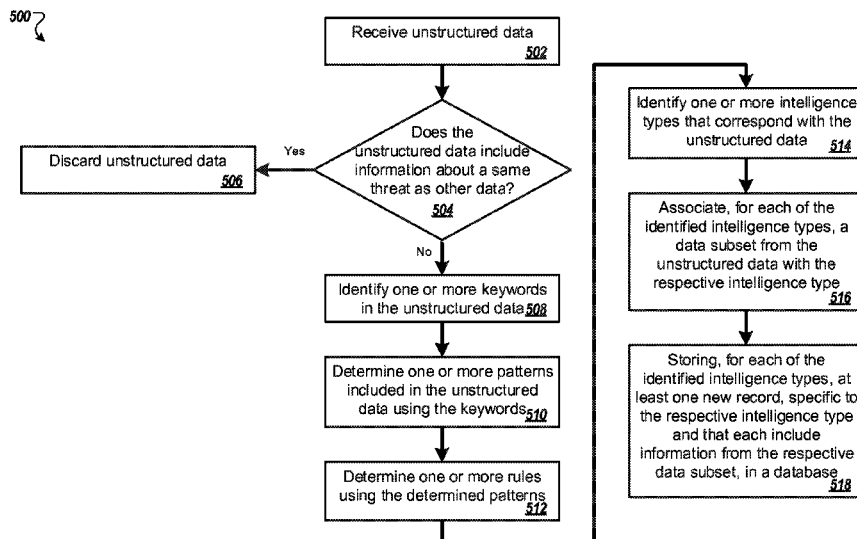 500
Receive unstructured data
502
Does the
unstructured data include
information about a same
threat as other data?
504
Yes
Discard unstructured data
506
No
Identify one or more keywords
in the unstructured data
508
Determine one or more patterns
included in the unstructured
data using the keywords
510
Determine one or more rules
using the determined patterns
512
Identify one or more intelligence
types that correspond with the
unstructured data
514
Associate, for each of the
identified intelligence types, a
data subset from the
unstructured data with the
respective intelligence type
516
Storing, for each of the
identified intelligence types, at
least one new record, specific to
the respective intelligence type
and that each include
information from the respective
data subset, in a database
518